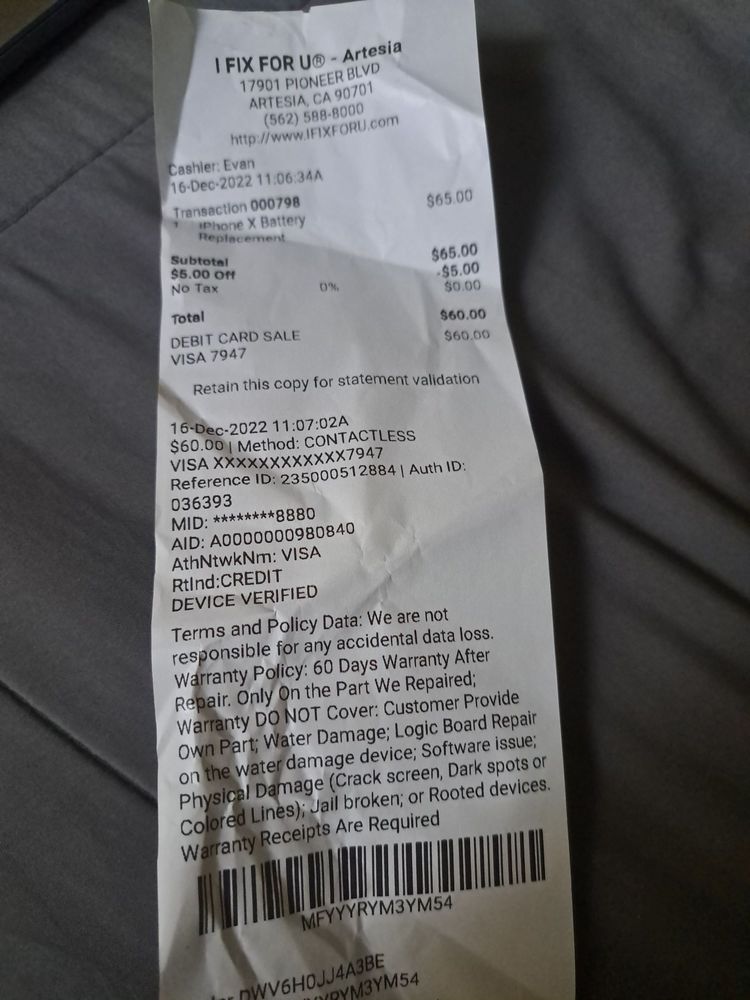 I FIX FOR U® - Artesia
17901 PIONEER BLVD
ARTESIA, CA 90701
(562) 588-8000
http://www.IFIXFORU.com
Cashier: Evan
16-Dec-2022 11:06:34A
Transaction 000798
1 iPhone X Battery $65.00
Replacement
Subtotal $65.00
$5.00 Off -$5.00
No Tax 0% $0.00
Total $60.00
DEBIT CARD SALE $60.00
VISA 7947
Retain this copy for statement validation
16-Dec-2022 11:07:02A
$60.00 | Method: CONTACTLESS
VISA XXXXXXXXXXXX7947
Reference ID: 235000512884 | Auth ID:
036393
MID: ********8880
AID: A0000000980840
AthNtwkNm: VISA
RtInd:CREDIT
DEVICE VERIFIED
Terms and Policy Data: We are not
responsible for any accidental data loss.
Warranty Policy: 60 Days Warranty After
Repair. Only On the Part We Repaired;
Warranty DO NOT Cover: Customer Provide
Own Part; Water Damage; Logic Board Repair
on the water damage device; Software issue;
Physical Damage (Crack screen, Dark spots or
Colored Lines); Jail broken; or Rooted devices.
Warranty Receipts Are Required
MFYYYRYM3YM54
DWV6H0JJ4A3BE